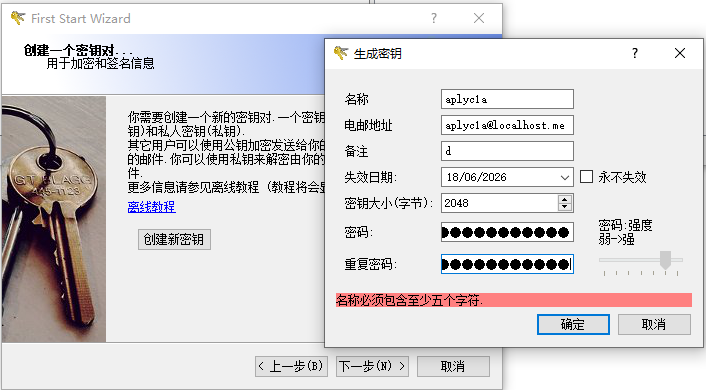 First Start Wizard
创建一个密钥对...
用于加密和签名信息
你需要创建一个新的密钥对.一个密钥
钥)和私人密钥(私钥).
其它用户可以使用公钥加密发送给你的
的邮件.你可以使用私钥来解密由你的
件.
更多信息请参见离线教程 (教程将会显
离线教程
创建新密钥
< 上一步(B)
下一步(N) >
取消
生成密钥
名称
aplyc1a
电邮地址
aplyc1a@localhost.me
备注
d
失效日期:
18/06/2026
永不失效
密钥大小(字节):
2048
密码:
密码:强度
弱->强
重复密码:
名称必须包含至少五个字符.
确定
取消